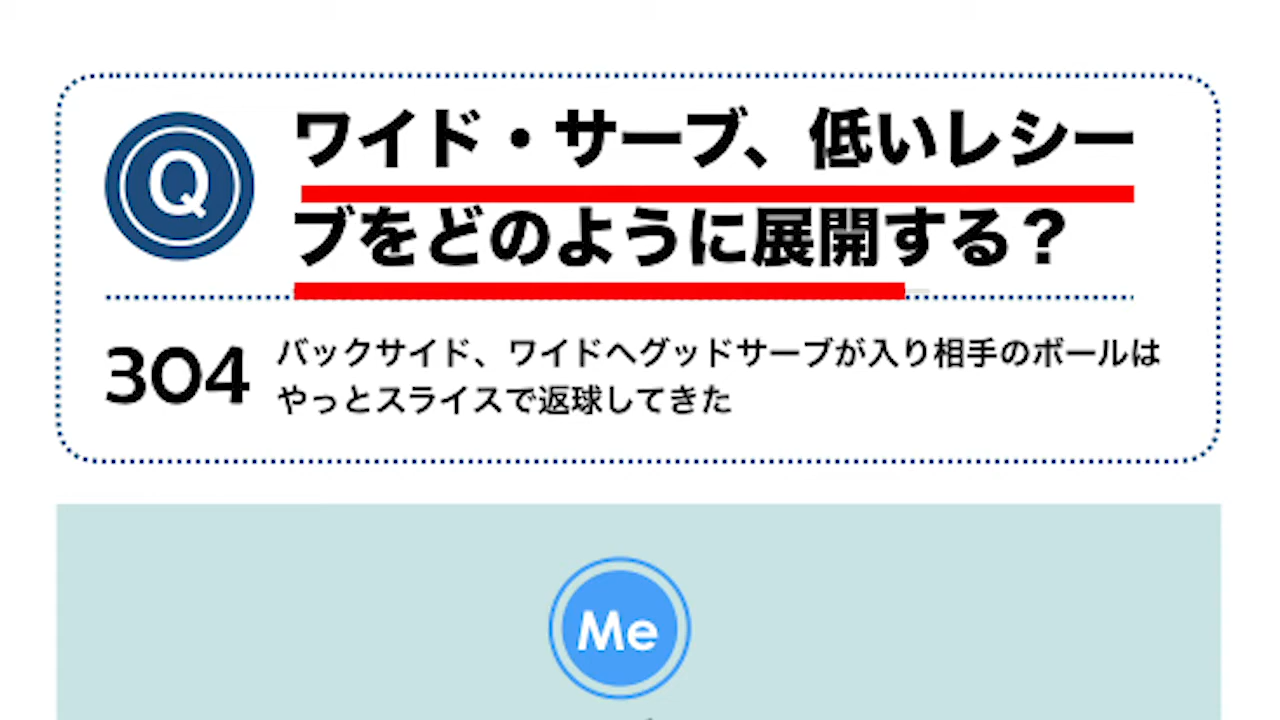 Q
ワイド・サーブ、低いレシー
ブをどのように展開する？
304
バックサイド、ワイドへグッドサーブが入り相手のボールは
やっとスライスで返球してきた
Me